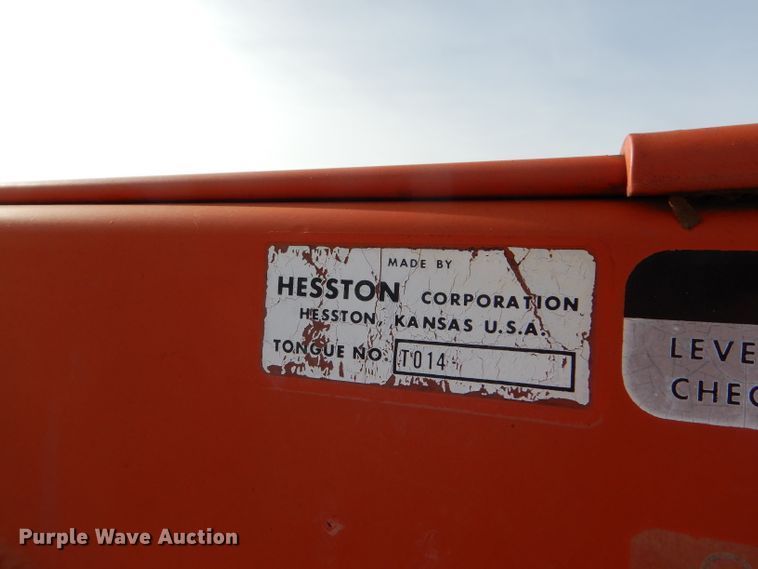 MADE BY
HESSTON CORPORATION
HESSTON, KANSAS U.S.A.
TONGUE NO. T014
LEVE
CHEC
Purple Wave Auction